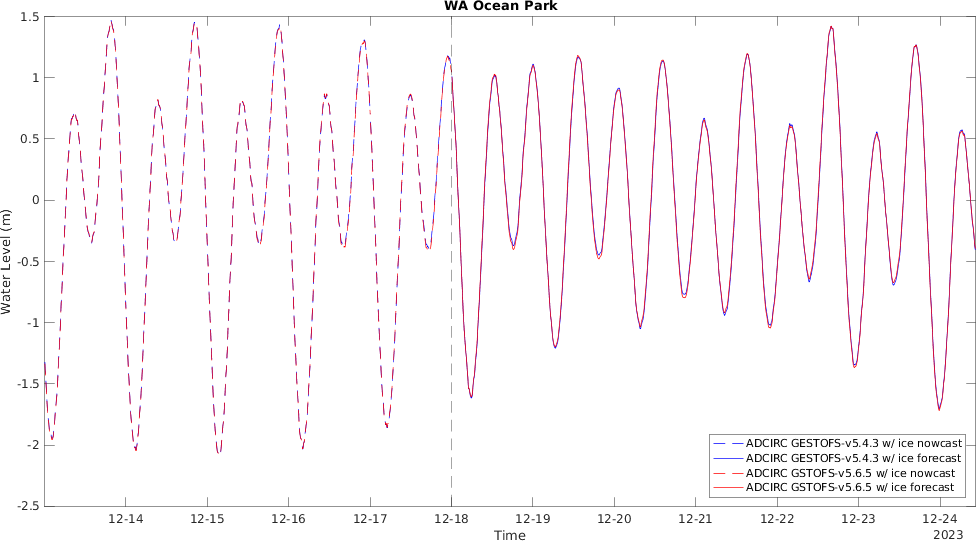 WA Ocean Park
1.5
1
0.5
0
-0.5
-1
-1.5
-2
-2.5
Water Level (m)
12-14 12-15 12-16 12-17 12-18 12-19 12-20 12-21 12-22 12-23 12-24
Time
2023
ADCIRC GESTOFS-v5.4.3 w/ ice nowcast
ADCIRC GESTOFS-v5.4.3 w/ ice forecast
ADCIRC GSTOFS-v5.6.5 w/ ice nowcast
ADCIRC GSTOFS-v5.6.5 w/ ice forecast